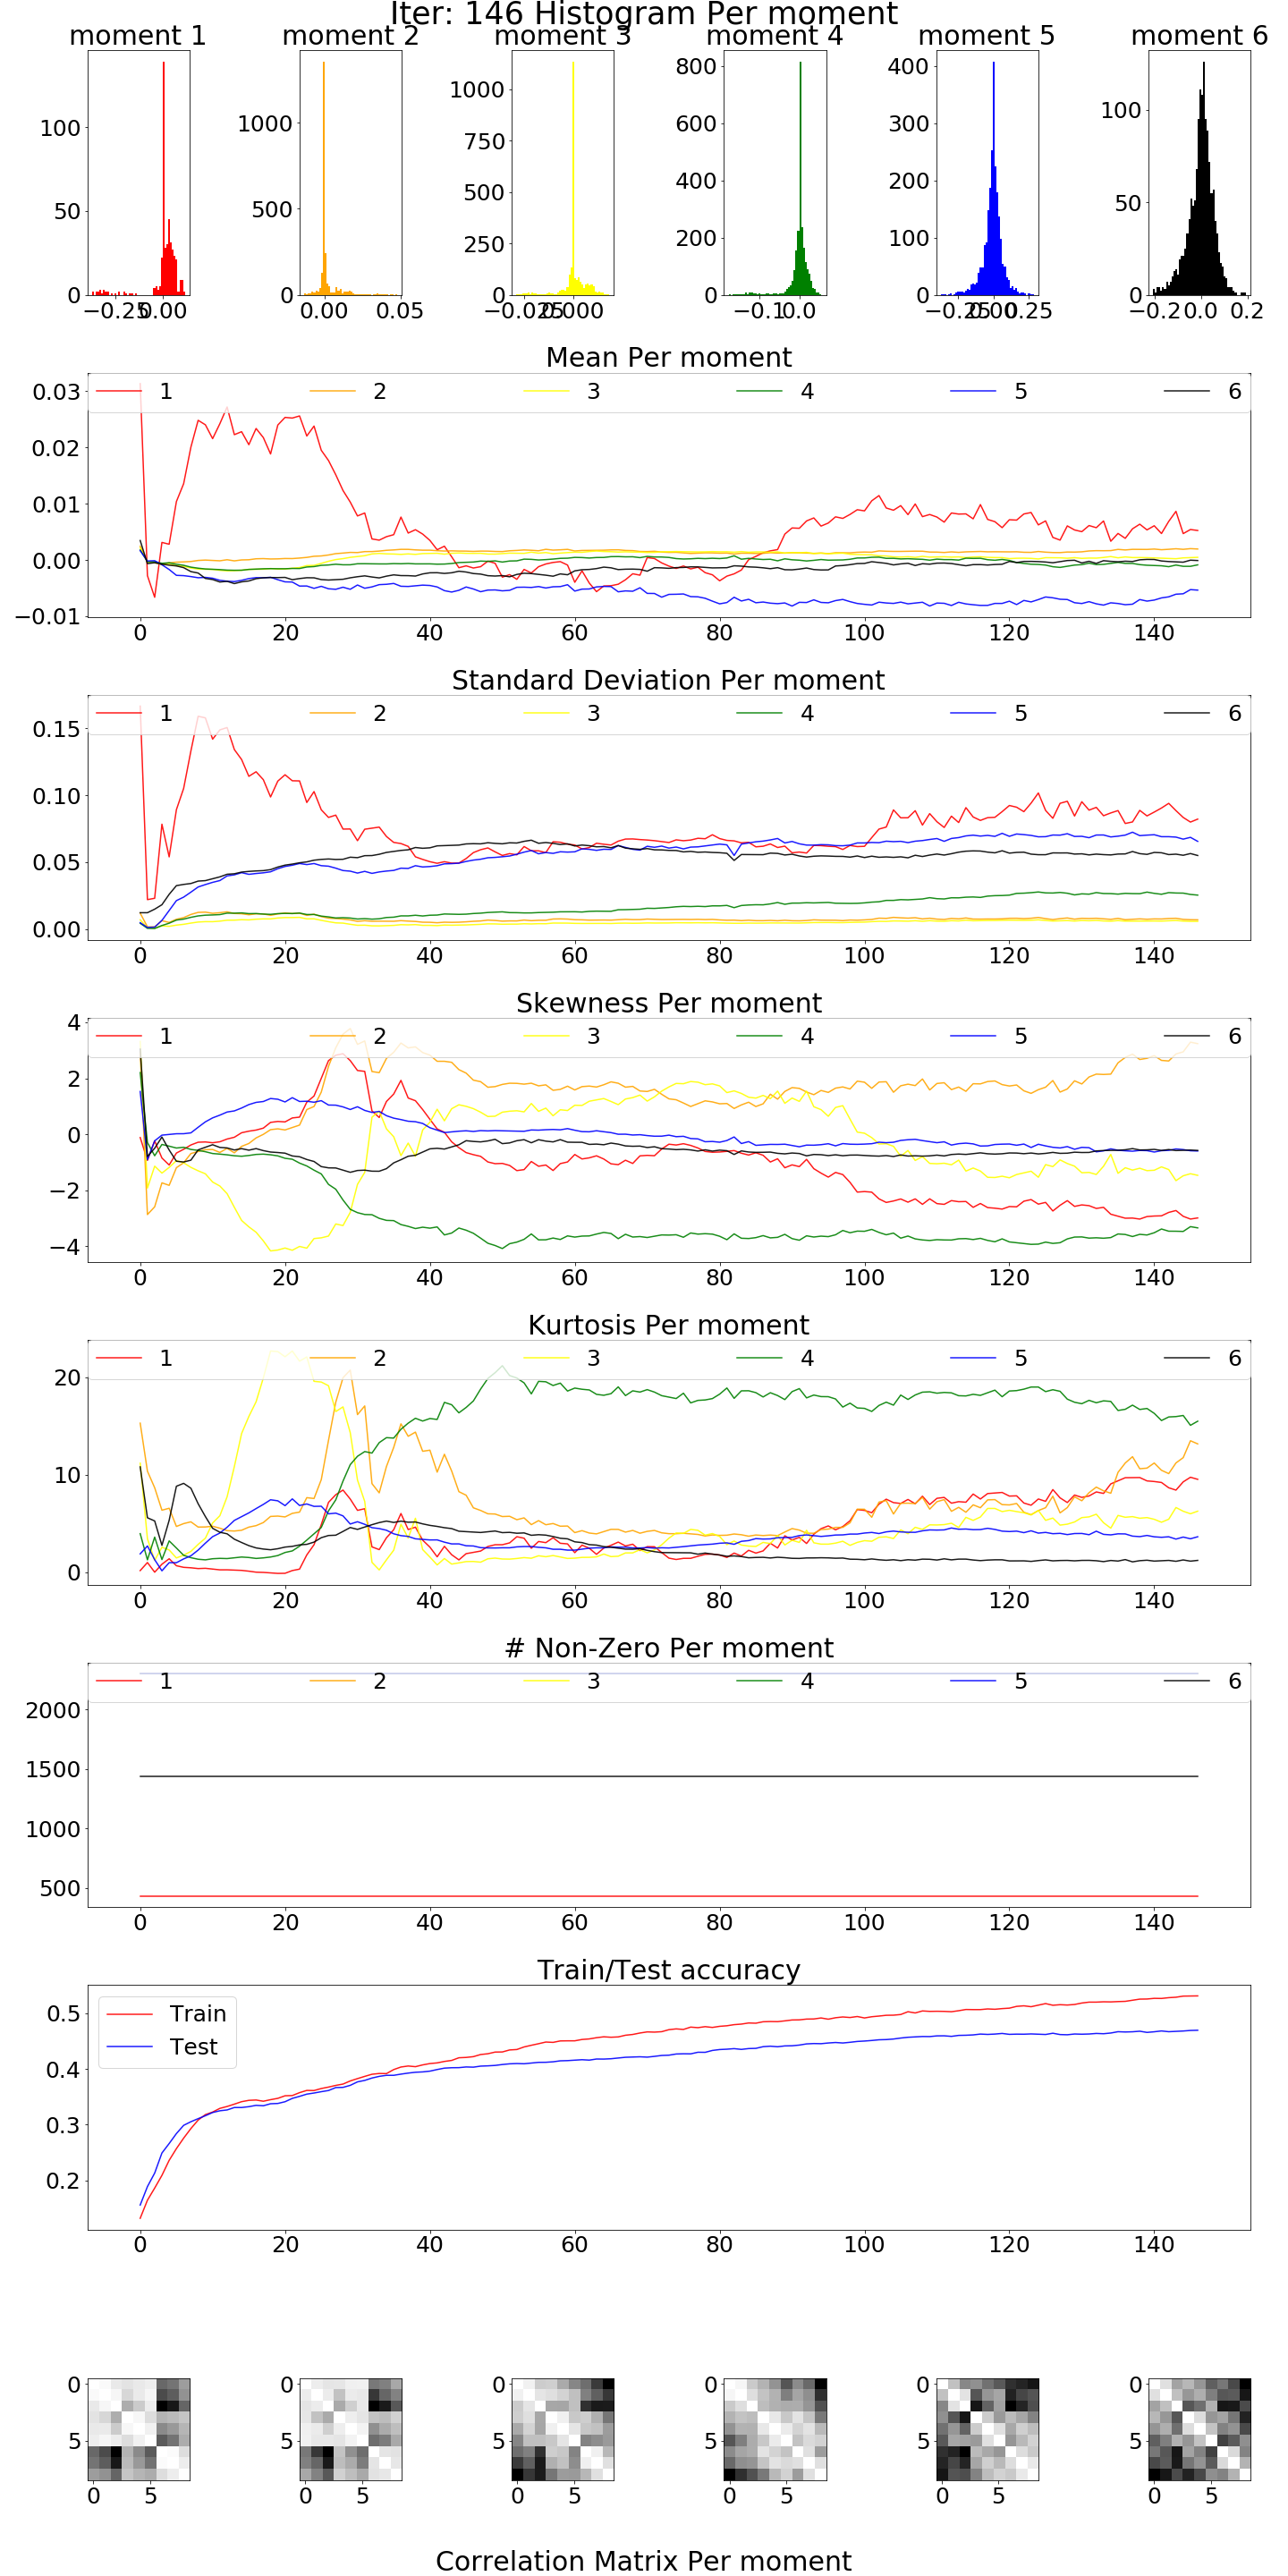 Iter: 146 Histogram Per moment
moment 1 moment 2 moment 3 moment 4 moment 5 moment 6
100 50 0
1000 500 0
1000 750 500 250 0
800 600 400 200 0
400 300 200 100 0
100 50 0
−0.25 0.00 0.00 0.05 −0.025 0.000 −0.1 0.0 −0.25 0.00 0.25 −0.2 0.0 0.2
Mean Per moment
1 2 3 4 5 6
0.03
0.02
0.01
0.00
−0.01
0 20 40 60 80 100 120 140
Standard Deviation Per moment
1 2 3 4 5 6
0.15
0.10
0.05
0.00
0 20 40 60 80 100 120 140
Skewness Per moment
4
1 2 3 4 5 6
2
0
−2
−4
0 20 40 60 80 100 120 140
Kurtosis Per moment
1 2 3 4 5 6
20
10
0
0 20 40 60 80 100 120 140
# Non-Zero Per moment
1 2 3 4 5 6
2000
1500
1000
500
0 20 40 60 80 100 120 140
Train/Test accuracy
Train
Test
0.5
0.4
0.3
0.2
0 20 40 60 80 100 120 140
0 0 0 0 0 0
5 5 5 5 5 5
0 5 0 5 0 5 0 5 0 5 0 5
Correlation Matrix Per moment